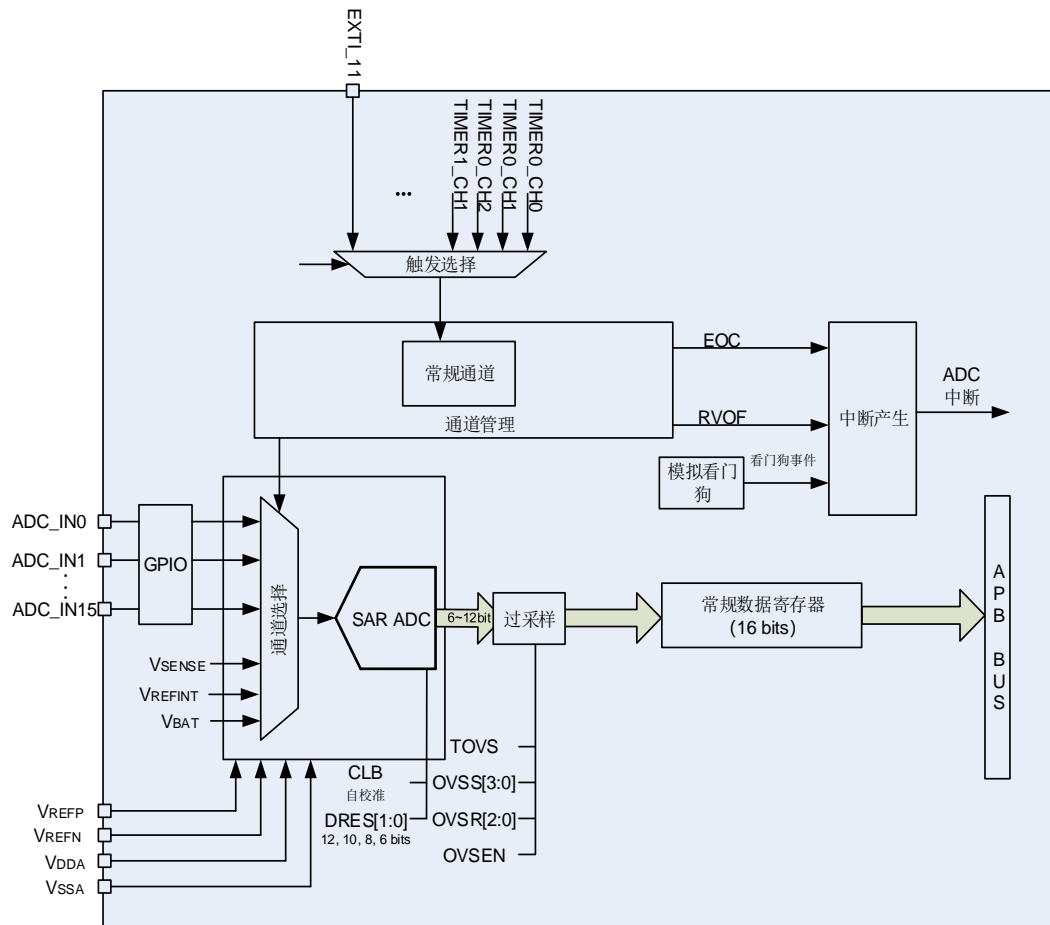 EXTI_11
TIMER1_CH1
TIMER0_CH2
TIMER0_CH1
TIMER0_CH0
...
触发选择
常规通道
通道管理
EOC
RVOF
中断产生
ADC
中断
模拟看门
狗
看门狗事件
ADC_IN0
ADC_IN1
ADC_IN15
GPIO
通道选择
SAR ADC
6~12bit
过采样
常规数据寄存器
(16 bits)
APB BUS
VSENSE
VREFINT
VBAT
TOVS
CLB
自校准
OVSS[3:0]
DRES[1:0]
12, 10, 8, 6 bits
OVSR[2:0]
OVSEN
VREFP
VREFN
VDDA
VSSA